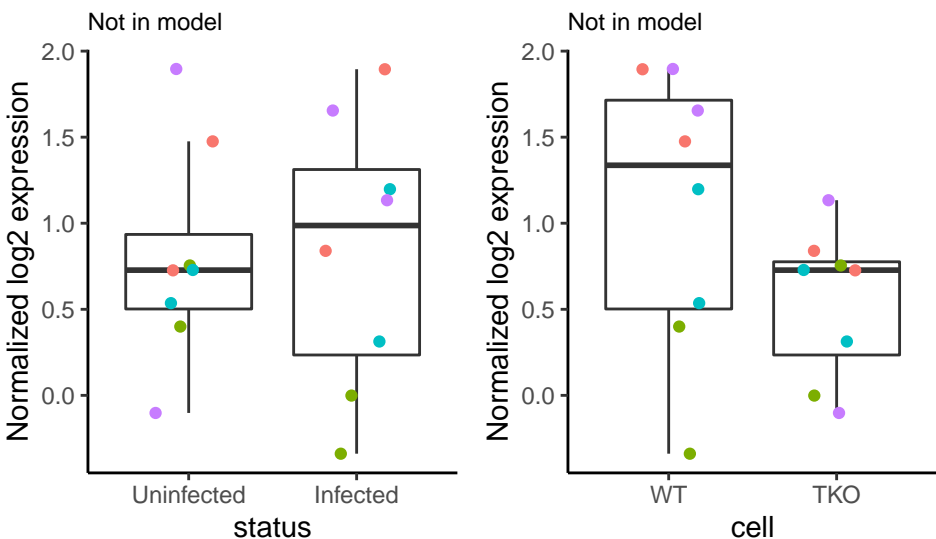 Not in model
Normalized log2 expression
2.0
1.5
1.0
0.5
0.0
Uninfected
Infected
status
Not in model
Normalized log2 expression
2.0
1.5
1.0
0.5
0.0
WT
TKO
cell